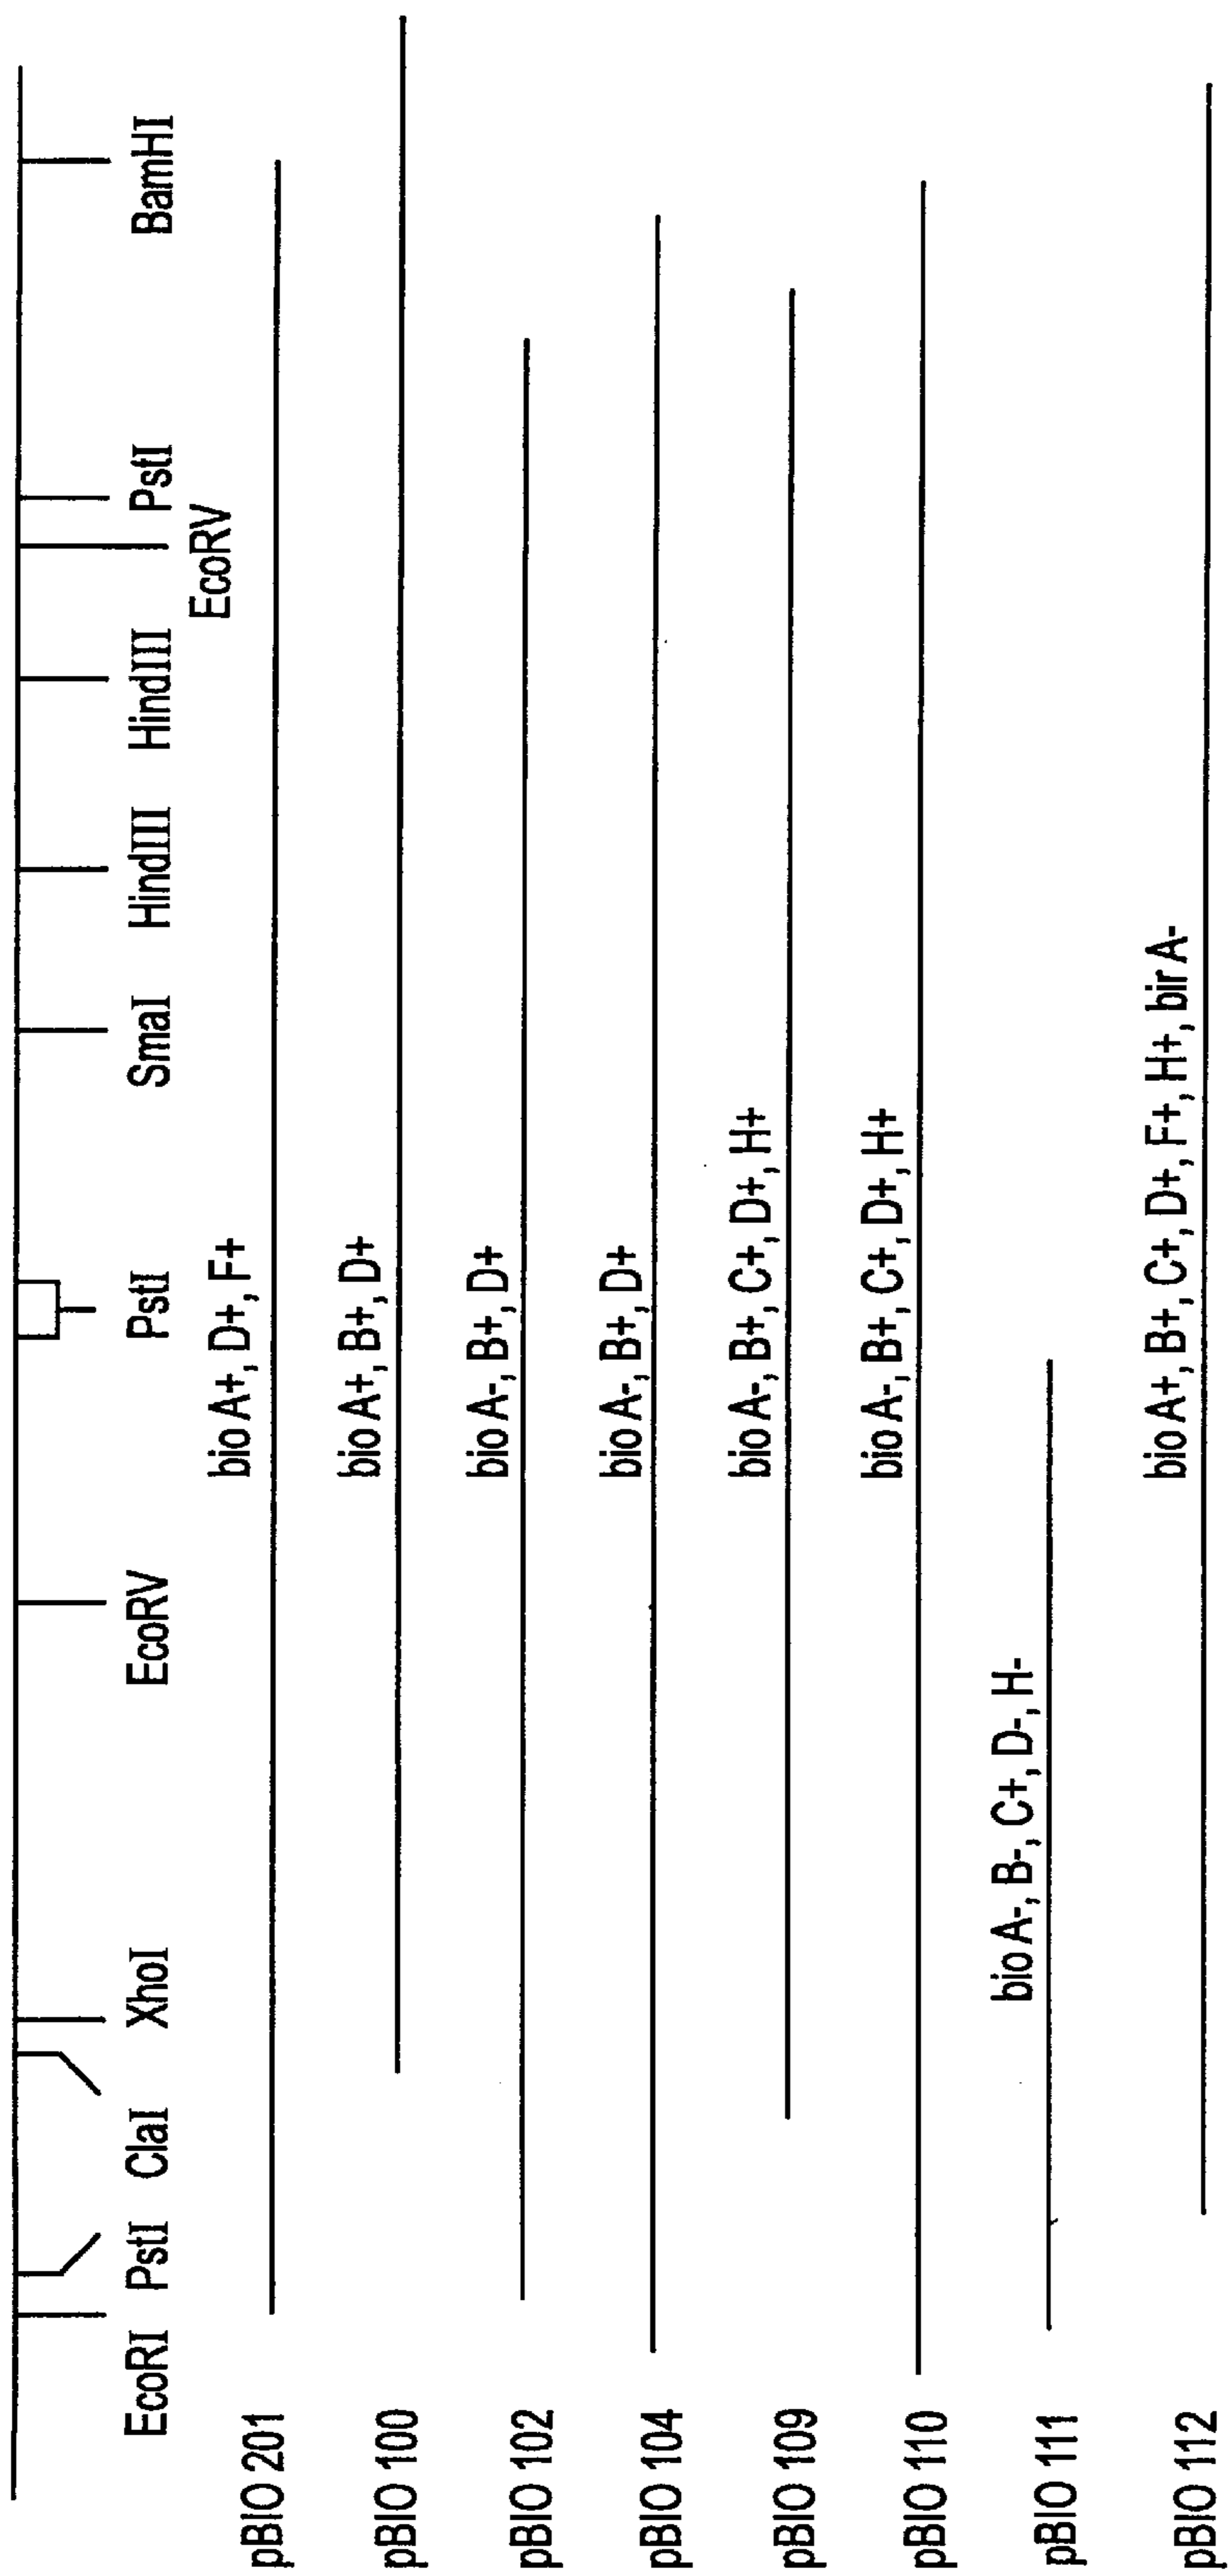 EcoRI PstI ClaI XhoI EcoRV PstI SmaI HindIII HindIII PstI BamHI
EcoRV
pBIO 201 bio A+, D+, F+
pBIO 100 bio A+, B+, D+
pBIO 102 bio A-, B+, D+
pBIO 104 bio A-, B+, D+
pBIO 109 bio A-, B+, C+, D+, H+
pBIO 110 bio A-, B+, C+, D+, H+
pBIO 111 bio A-, B-, C+, D-, H-
pBIO 112 bio A+, B+, C+, D+, F+, H+, bir A-